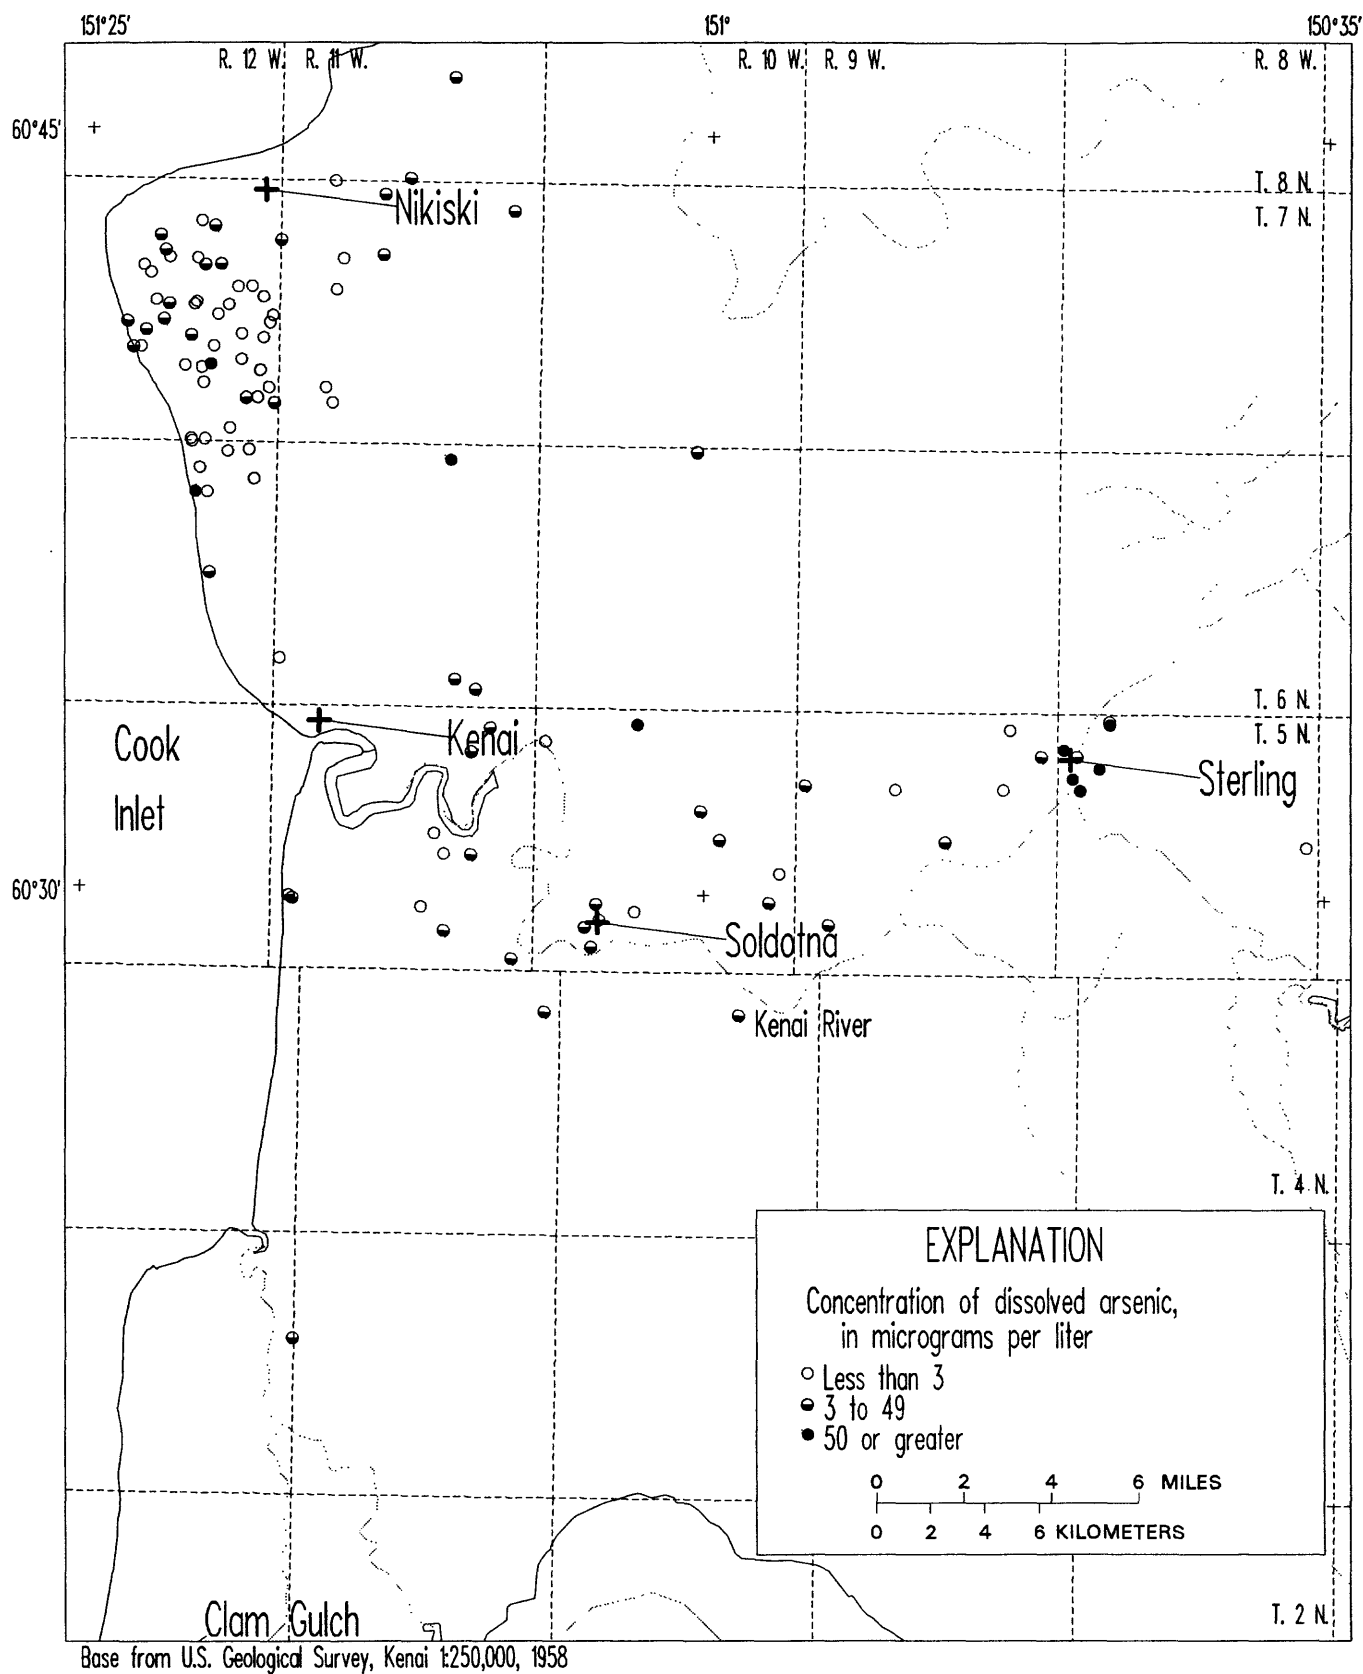 151°25' 151° 150°35'
R. 12 W. R. 11 W. R. 10 W. R. 9 W. R. 8 W.
60°45'
T. 8 N.
Nikiski
T. 7 N.
T. 6 N.
T. 5 N.
Kenai
Cook
Inlet
Sterling
60°30'
Soldotna
Kenai River
T. 4 N.
EXPLANATION
Concentration of dissolved arsenic,
in micrograms per liter
Less than 3
3 to 49
50 or greater
0 2 4 6 MILES
0 2 4 6 KILOMETERS
T. 2 N.
Clam Gulch
Base from U.S. Geological Survey, Kenai 1:250,000, 1958